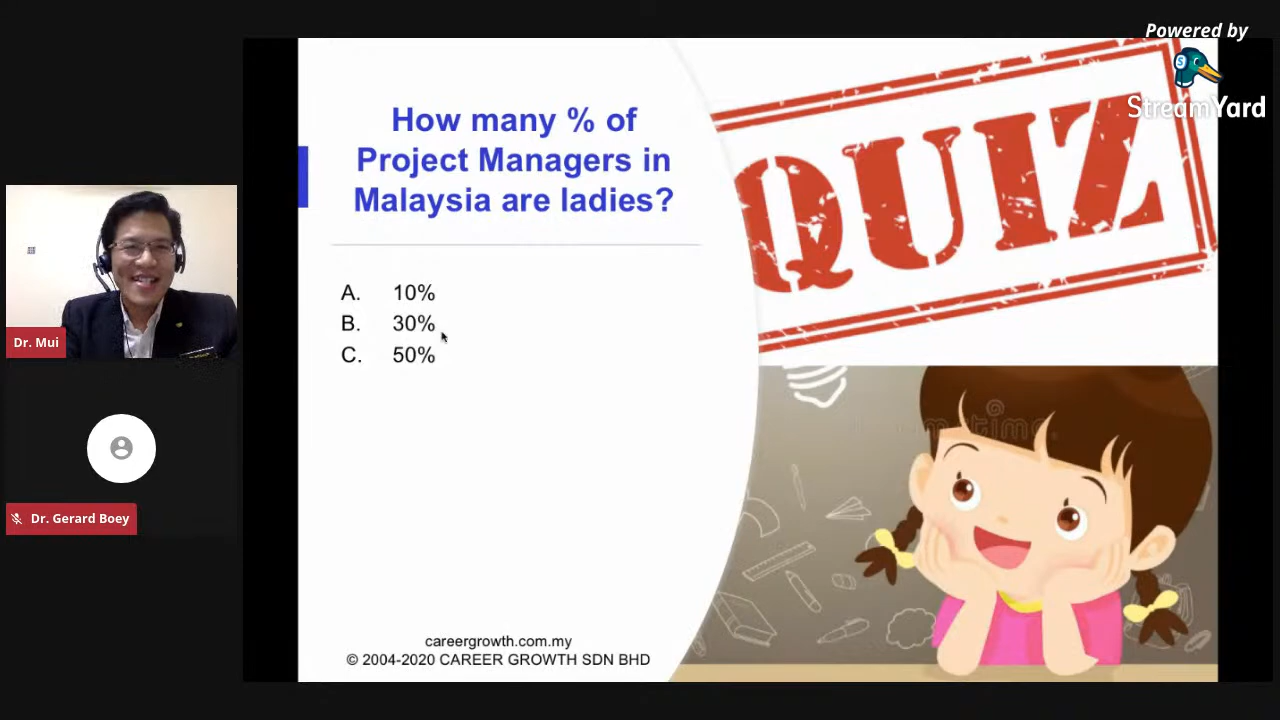 Powered by
StreamYard
How many % of
Project Managers in
Malaysia are ladies?
A. 10%
B. 30%
C. 50%
QUIZ
Dr. Mui
Dr. Gerard Boey
careergrowth.com.my
© 2004-2020 CAREER GROWTH SDN BHD